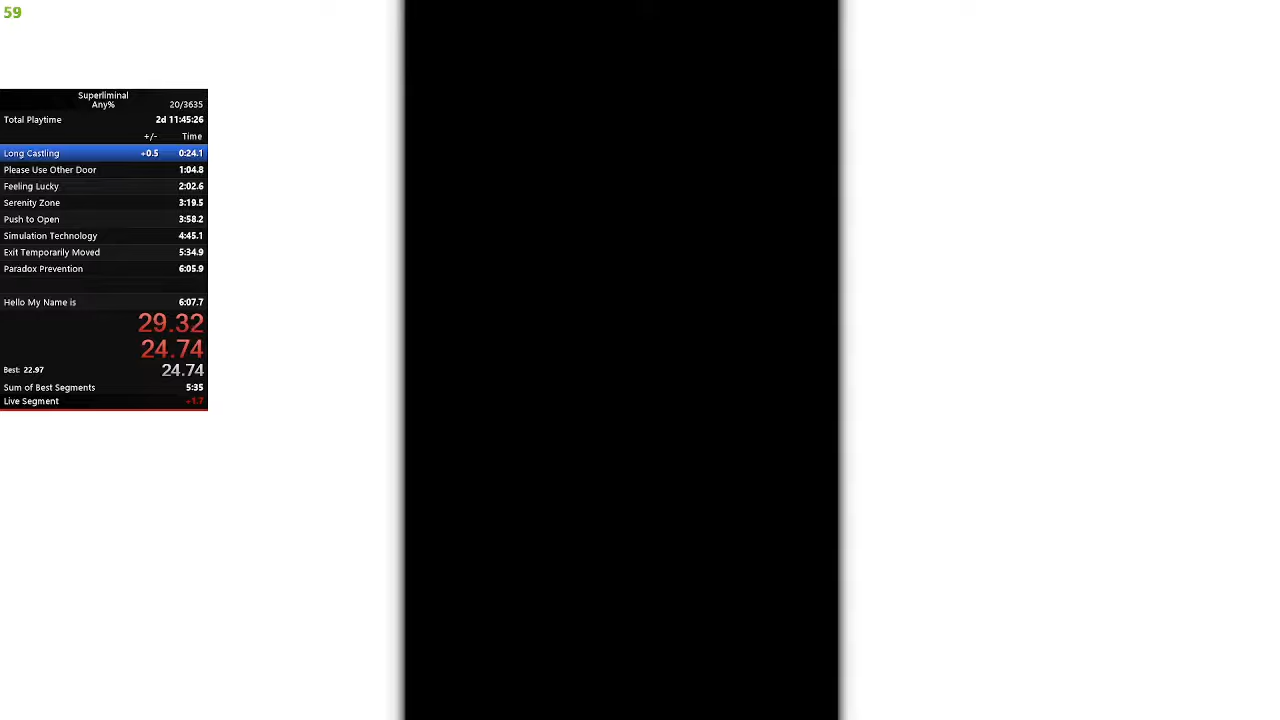 59
Superliminal
Any% 20/3635
Total Playtime 2d 11:45:26
+/- Time
Long Castling +0.5 0:24.1
Please Use Other Door 1:04.8
Feeling Lucky 2:02.6
Serenity Zone 3:19.5
Push to Open 3:58.2
Simulation Technology 4:45.1
Exit Temporarily Moved 5:34.9
Paradox Prevention 6:05.9
Hello My Name is 6:07.7
29.32
24.74
Best: 22.97 24.74
Sum of Best Segments 5:35
Live Segment +1.7